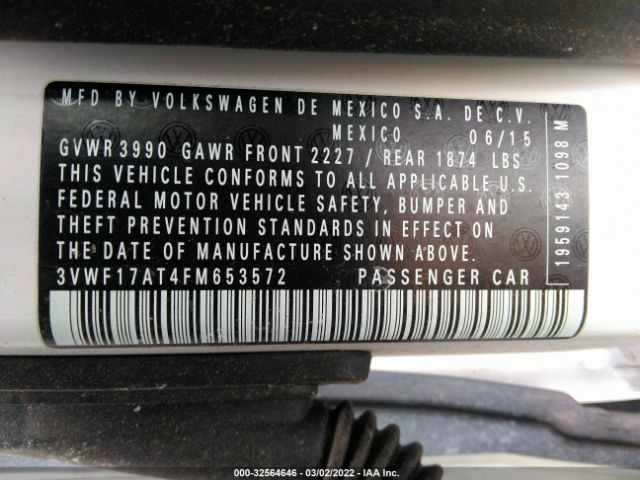 MFD BY VOLKSWAGEN DE MEXICO S.A. DE C.V.
MEXICO 06/15
GVWR 3990 GAWR FRONT 2227 / REAR 1874 LBS
THIS VEHICLE CONFORMS TO ALL APPLICABLE U.S.
FEDERAL MOTOR VEHICLE SAFETY, BUMPER AND
THEFT PREVENTION STANDARDS IN EFFECT ON
THE DATE OF MANUFACTURE SHOWN ABOVE.
3VWF17AT4FM653572 PASSENGER CAR
1959143/1098 M
000-32564646 - 03/02/2022 - IAA Inc.